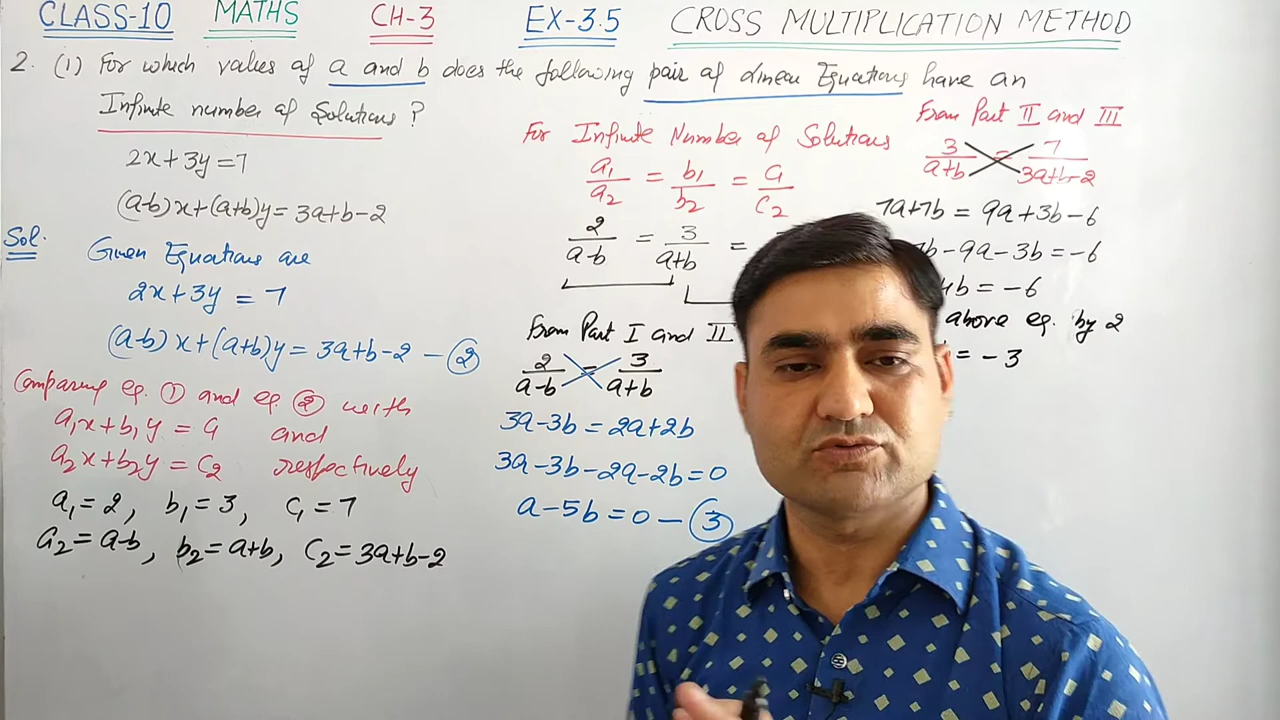 CLASS-10 MATHS CH-3 EX-3.5 CROSS MULTIPLICATION METHOD
2. (1) For which values of a and b does the following pair of Linear Equations have an
Infinite number of Solutions?
2x+3y=7
(a-b)x+(a+b)y=3a+b-2
Sol. Given Equations are
2x+3y=7
(a-b)x+(a+b)y=3a+b-2 - ②
Comparing eq. ① and eq. ② with
a₁x+b₁y=c₁ and
a₂x+b₂y=c₂ respectively
a₁=2, b₁=3, c₁=7
a₂=a-b, b₂=a+b, c₂=3a+b-2
For Infinite Number of Solutions
a₁/a₂ = b₁/b₂ = c₁/c₂
2/a-b = 3/a+b =
From Part I and II
2/a-b = 3/a+b
3a-3b=2a+2b
3a-3b-2a-2b=0
a-5b=0-③
From Part II and III
3/a+b = 7/3a+b-2
7a+7b=9a+3b-6
b-9a-3b=-6
b=-6
above eq. by 2
=-3